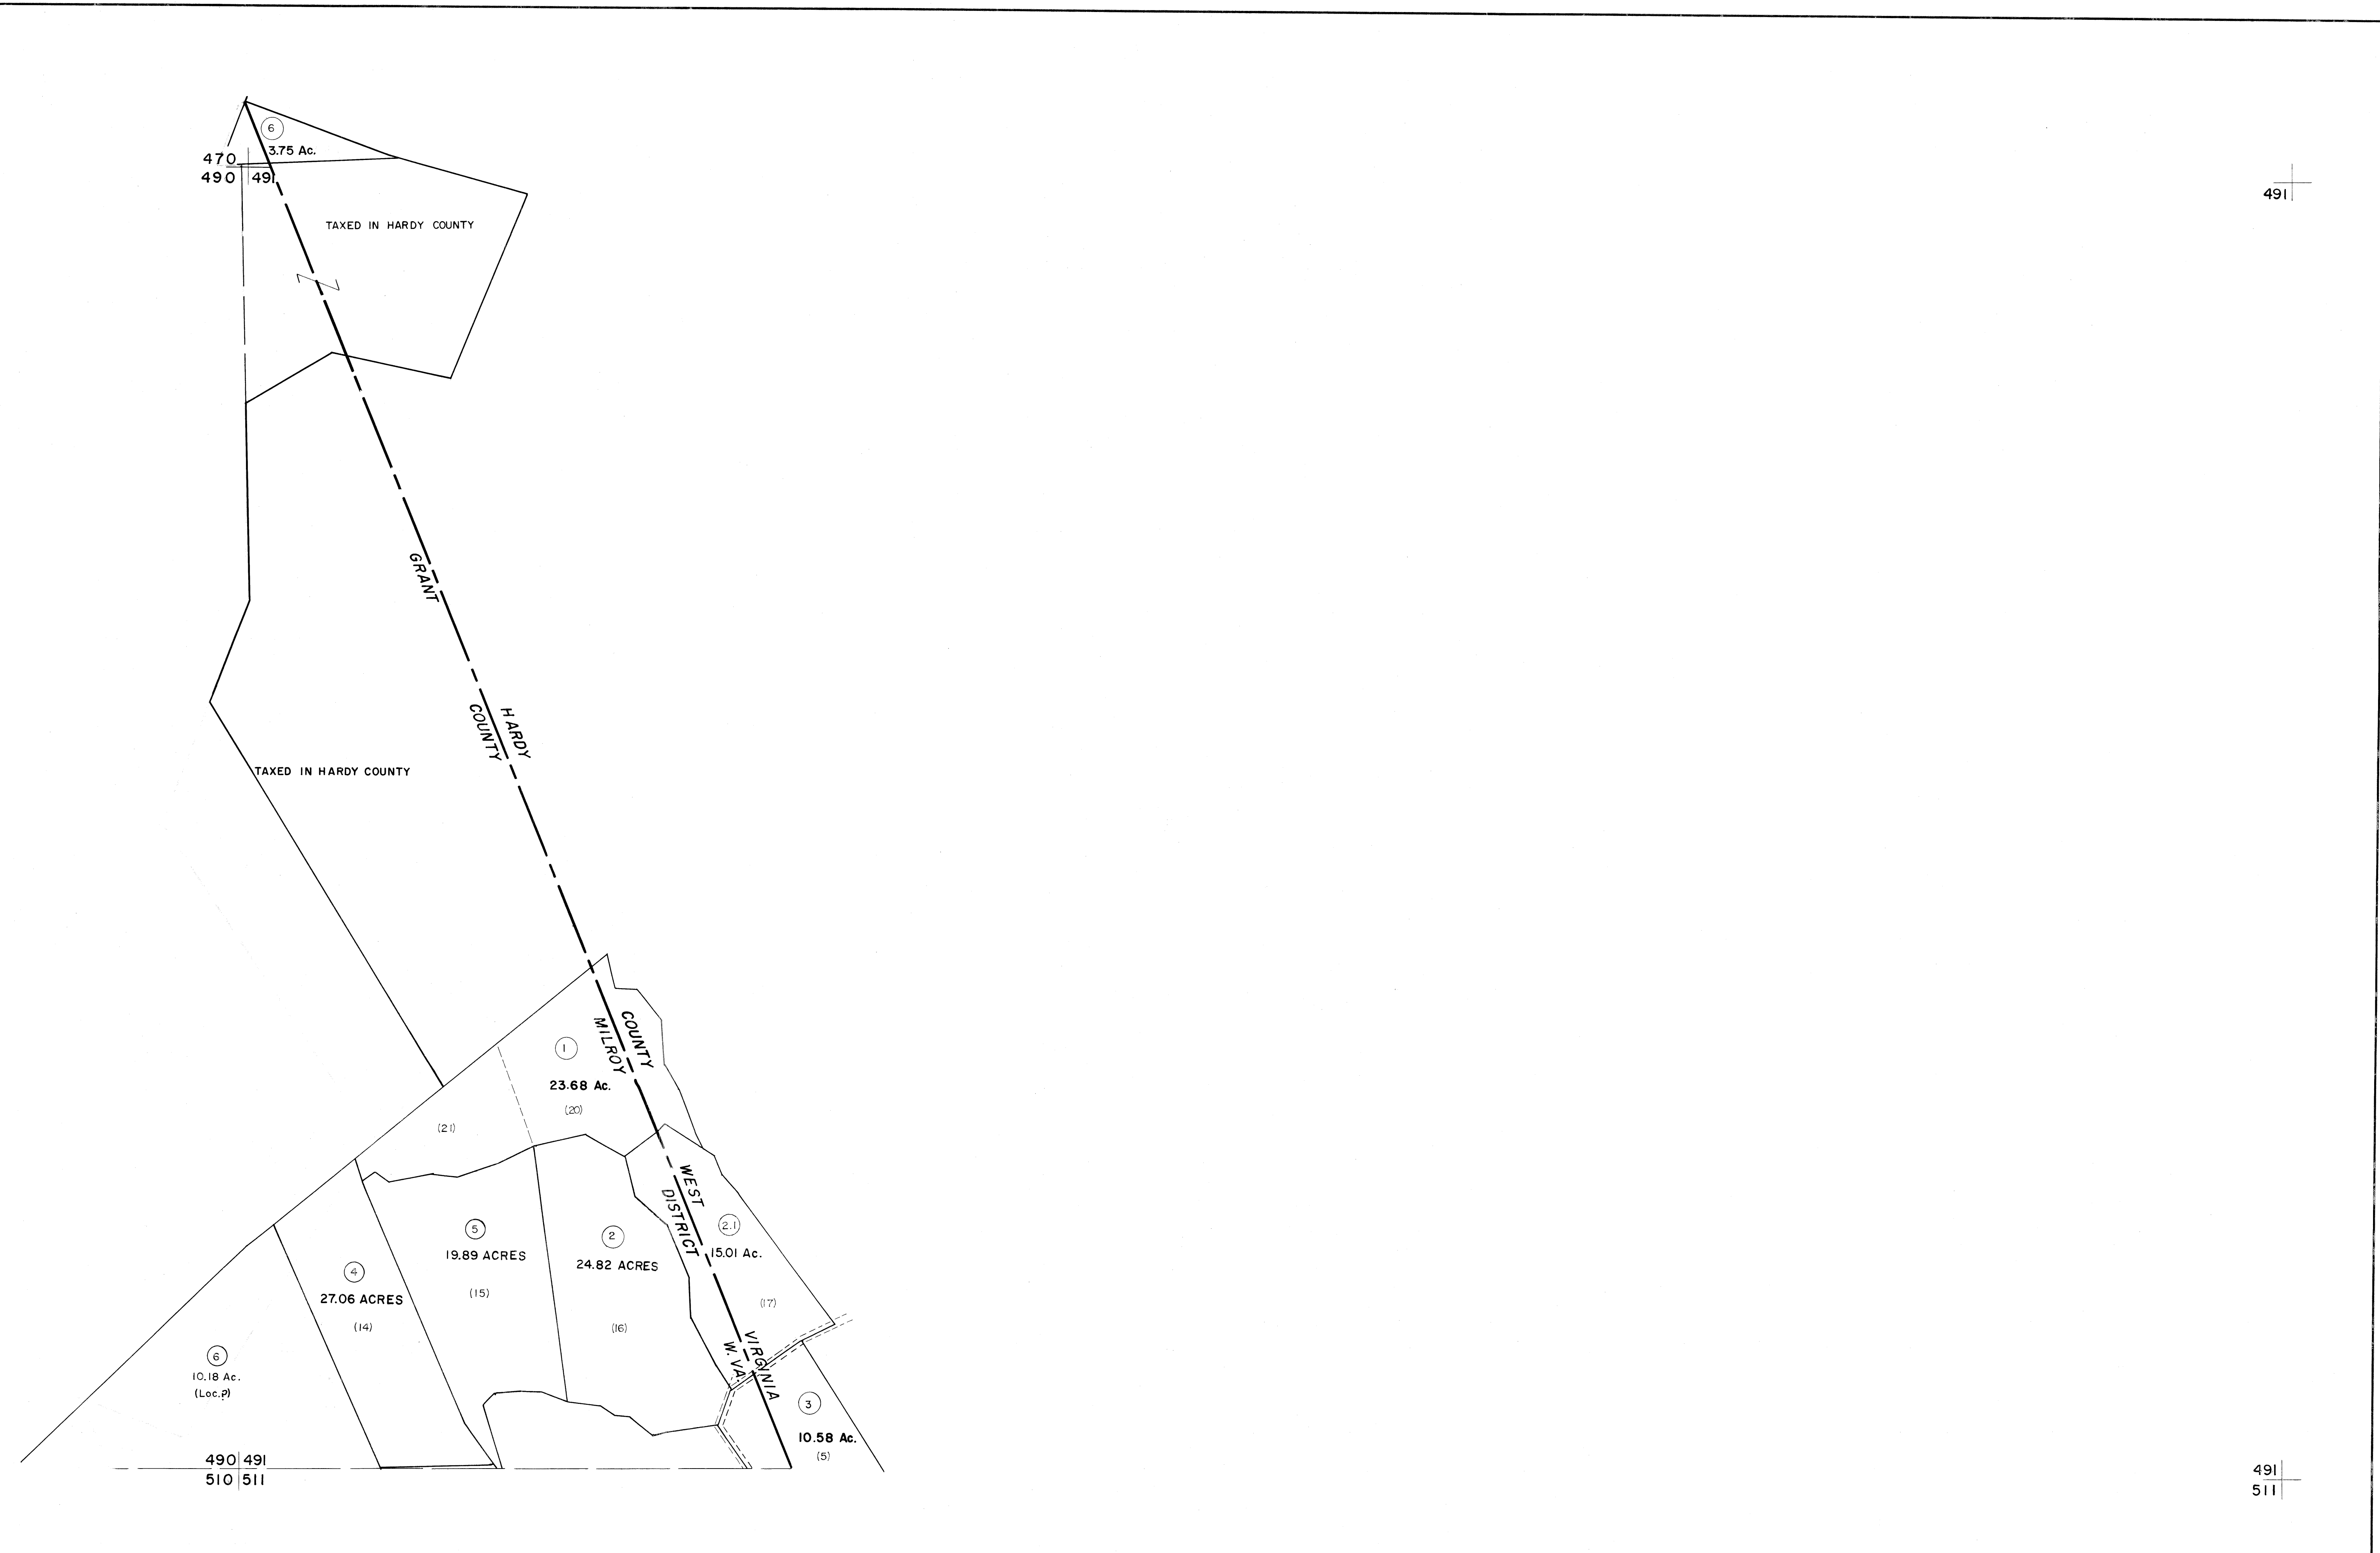 6
3.75 Ac.
470
490 491
491
TAXED IN HARDY COUNTY
GRANT
HARDY
COUNTY
TAXED IN HARDY COUNTY
COUNTY
MILROY
1
23.68 Ac.
(20)
(21)
WEST
DISTRICT
2.1
15.01 Ac.
(17)
5
19.89 ACRES
(15)
2
24.82 ACRES
(16)
4
27.06 ACRES
(14)
VIRGINIA
W. VA.
6
10.18 Ac.
(Loc.P)
3
10.58 Ac.
(5)
490 491
510 511
491
511